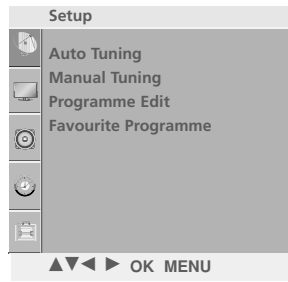 Setup
Auto Tuning
Manual Tuning
Programme Edit
Favourite Programme
▲▼◄ ► OK MENU